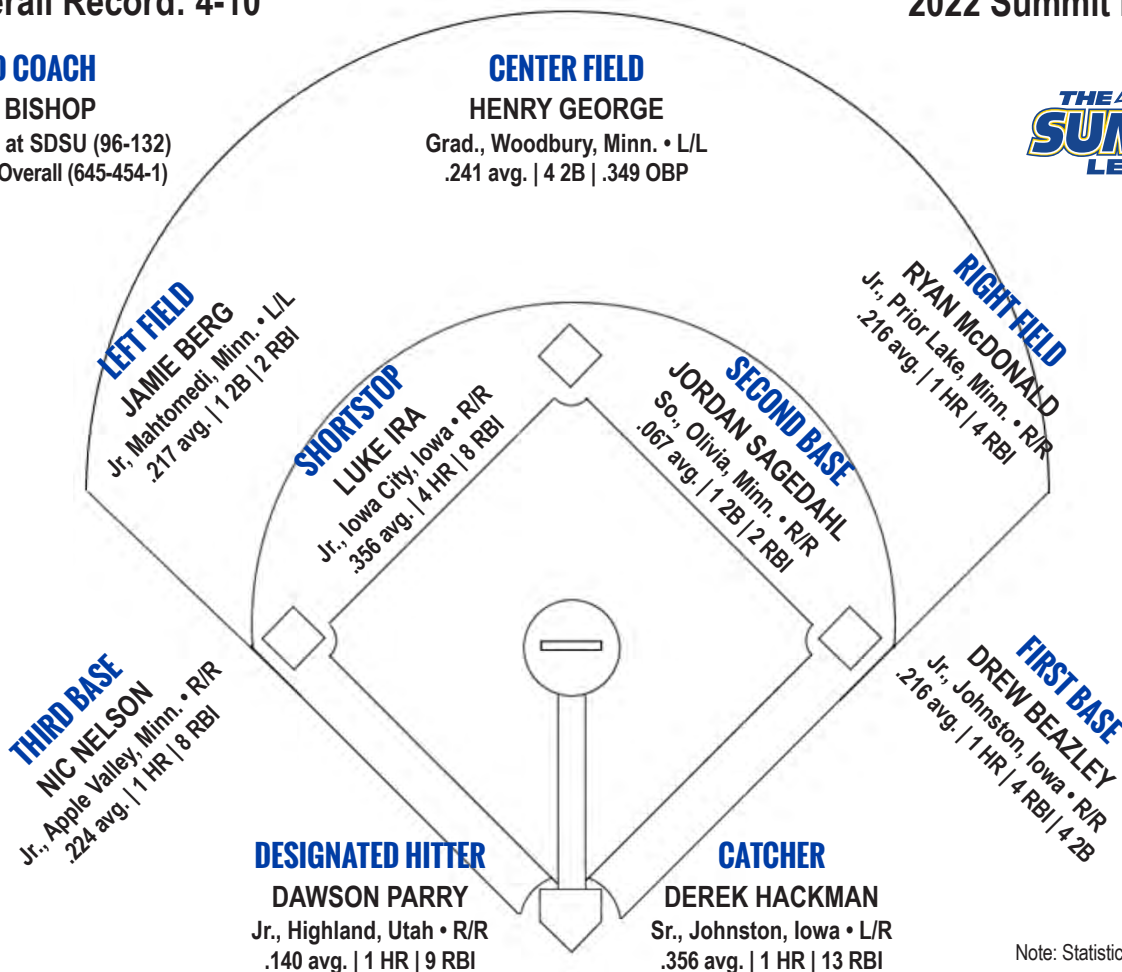 erall Record: 4-10
2022 Summit
COACH
BISHOP
at SDSU (96-132)
Overall (645-454-1)
CENTER FIELD
HENRY GEORGE
Grad., Woodbury, Minn. • L/L
.241 avg. | 4 2B | .349 OBP
THE
LEFT FIELD
JAMIE BERG
Jr, Mahtomedi, Minn. • L/L
.217 avg. | 1 2B | 2 RBI
SHORTSTOP
LUKE IRA
Jr., Iowa City, Iowa • R/R
.356 avg. | 4 HR | 8 RBI
SECOND BASE
JORDAN SAGEDAHL
So., Olivia, Minn. • R/R
.067 avg. | 1 2B | 2 RBI
RIGHT FIELD
RYAN McDONALD
Jr., Prior Lake, Minn. • R/R
.216 avg. | 1 HR | 4 RBI
THIRD BASE
NIC NELSON
Jr., Apple Valley, Minn. • R/R
.224 avg. | 1 HR | 8 RBI
FIRST BASE
DREW BEAZLEY
Jr., Johnston, Iowa • R/R
.216 avg. | 1 HR | 4 RBI | 4 2B
DESIGNATED HITTER
DAWSON PARRY
Jr., Highland, Utah • R/R
.140 avg. | 1 HR | 9 RBI
CATCHER
DEREK HACKMAN
Sr., Johnston, Iowa • L/R
.356 avg. | 1 HR | 13 RBI
Note: Statistic